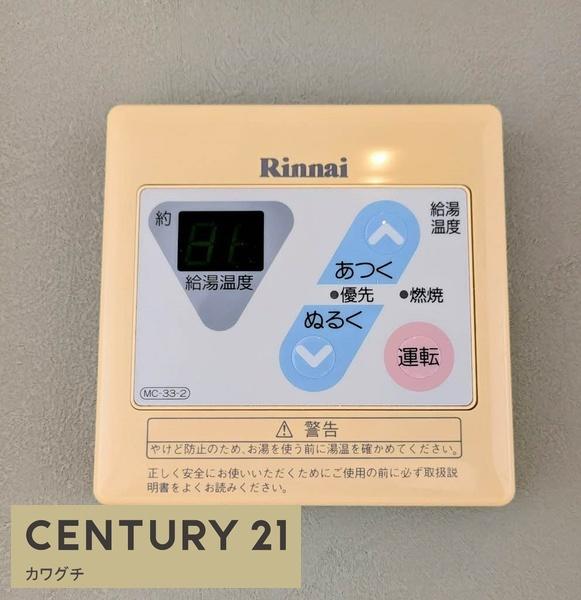 Rinnai
約
給湯温度
給湯
温度
あつく
●優先 ●燃焼
ぬるく
運転
MC-33-2
⚠ 警告
やけど防止のため、お湯を使う前に湯温を確かめてください。
正しく安全にお使いいただくためにご使用の前に必ず取扱説
明書をよくお読みください。
CENTURY 21
カワグチ